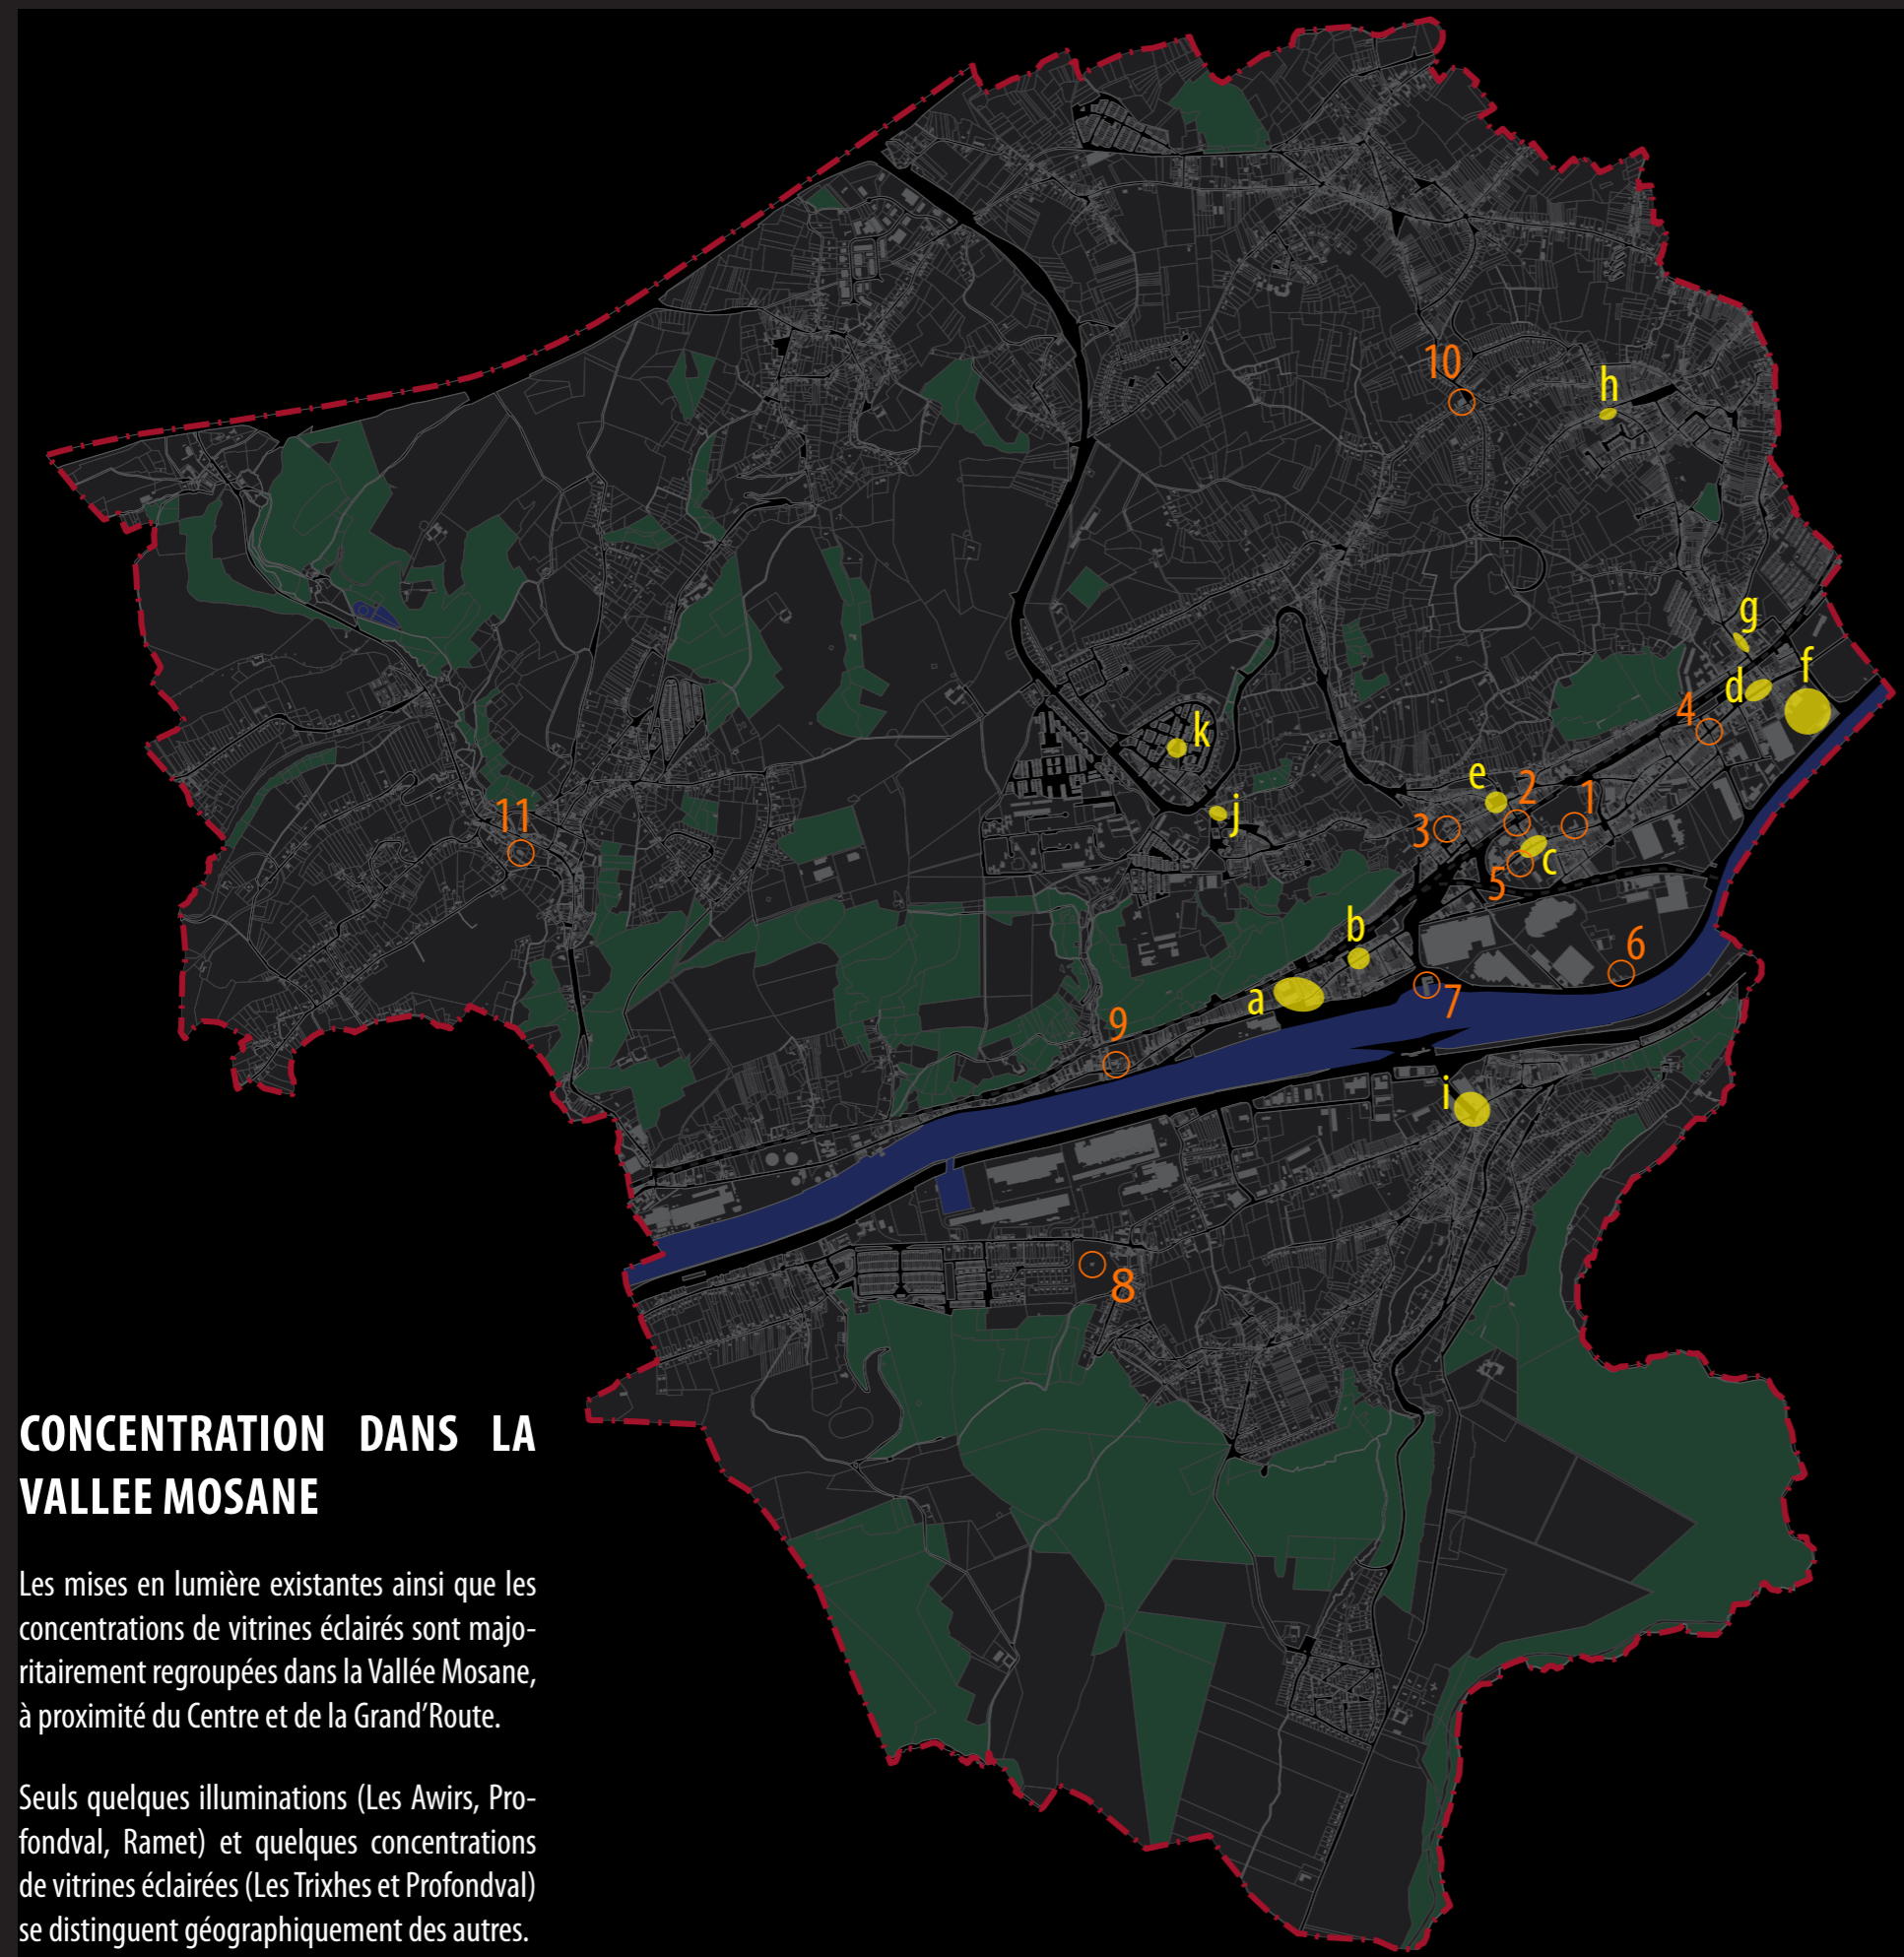 10
h
g
f
d
4
k
e
2
1
j
3
c
5
11
b
6
a
7
9
i
8
CONCENTRATION DANS LA
VALLEE MOSANE
Les mises en lumière existantes ainsi que les
concentrations de vitrines éclairés sont majo-
ritairement regroupées dans la Vallée Mosane,
à proximité du Centre et de la Grand'Route.
Seuls quelques illuminations (Les Awirs, Pro-
fondval, Ramet) et quelques concentrations
de vitrines éclairées (Les Trixhes et Profondval)
se distinguent géographiquement des autres.